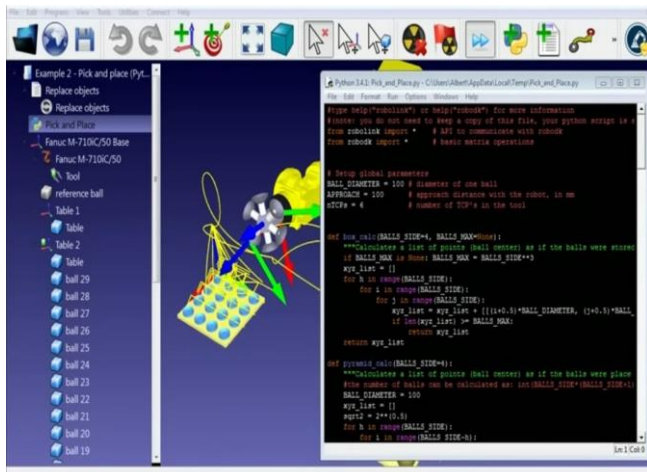 File Edit Program View Tools Utilities Connect Help
Example 2 - Pick and place (Pyt...
Replace objects
Replace objects
Pick and Place
Fanuc M-710iC/50 Base
Fanuc M-710iC/50
Tool
reference ball
Table 1
Table
Table 2
Table
ball 29
ball 28
ball 27
ball 26
ball 25
ball 24
ball 23
ball 22
ball 21
ball 20
ball 19
Python 3.4.1: Pick_and_Place.py - C:\Users\Albert\AppData\Local\Temp\Pick_and_Place.py
File Edit Format Run Options Windows Help
#type help("robolink") or help("robodk") for more information
#(note: you do not need to keep a copy of this file, your python script is s
from robolink import * # API to communicate with robodk
from robodk import * # basic matrix operations
# Setup global parameters
BALL_DIAMETER = 100 # diameter of one ball
APPROACH = 100 # approach distance with the robot, in mm
nTCPs = 6 # number of TCP's in the tool
def box_calc(BALLS_SIDE=4, BALLS_MAX=None):
"""Calculates a list of points (ball center) as if the balls were stored
if BALLS_MAX is None: BALLS_MAX = BALLS_SIDE**3
xyz_list = []
for h in range(BALLS_SIDE):
for i in range(BALLS_SIDE):
for j in range(BALLS_SIDE):
xyz_list = xyz_list + [[(i+0.5)*BALL_DIAMETER, (j+0.5)*BALL_
if len(xyz_list) >= BALLS_MAX:
return xyz_list
return xyz_list
def pyramid_calc(BALLS_SIDE=4):
"""Calculates a list of points (ball center) as if the balls were place
#the number of balls can be calculated as: int(BALLS_SIDE*(BALLS_SIDE+1)
BALL_DIAMETER = 100
xyz_list = []
sqrt2 = 2**(0.5)
for h in range(BALLS_SIDE):
for i in range(BALLS_SIDE-h):
Ln: 1 Col: 0